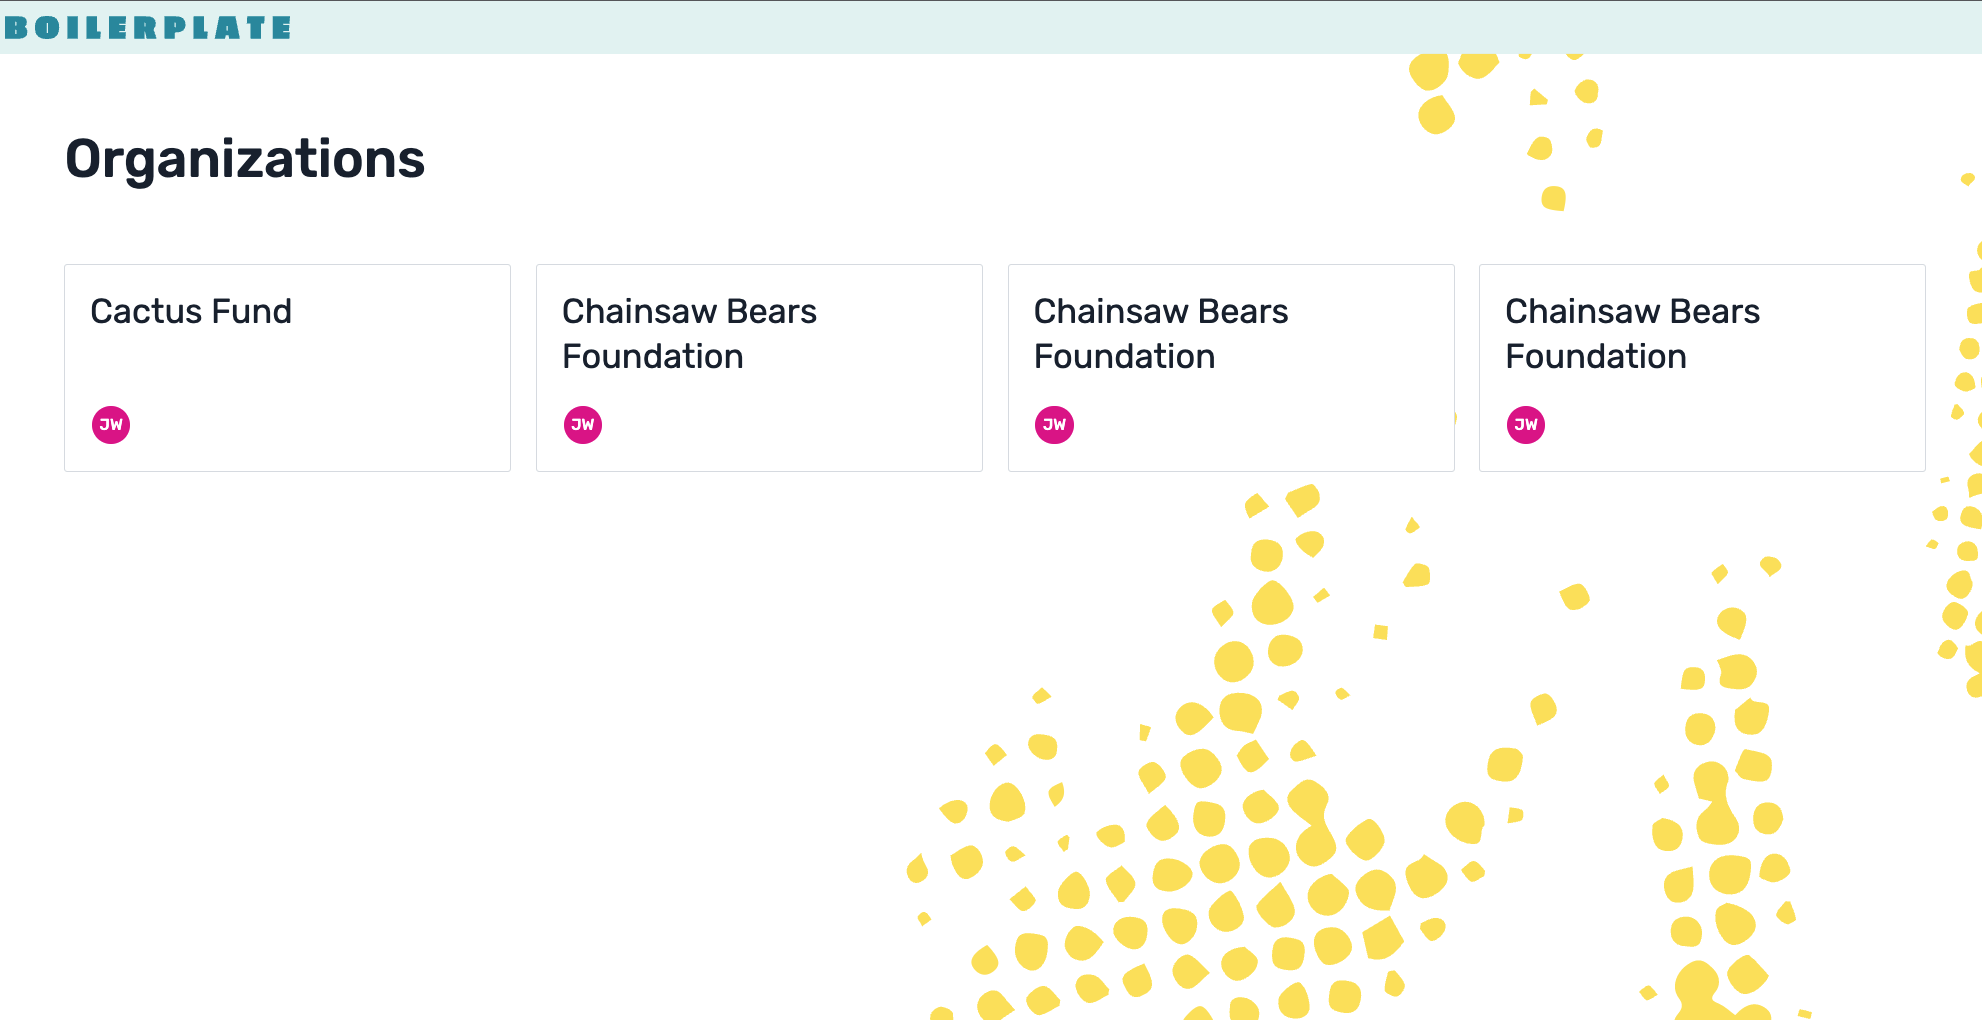 BOILERPLATE
Organizations
Cactus Fund
JW
Chainsaw Bears
Foundation
JW
Chainsaw Bears
Foundation
JW
Chainsaw Bears
Foundation
JW